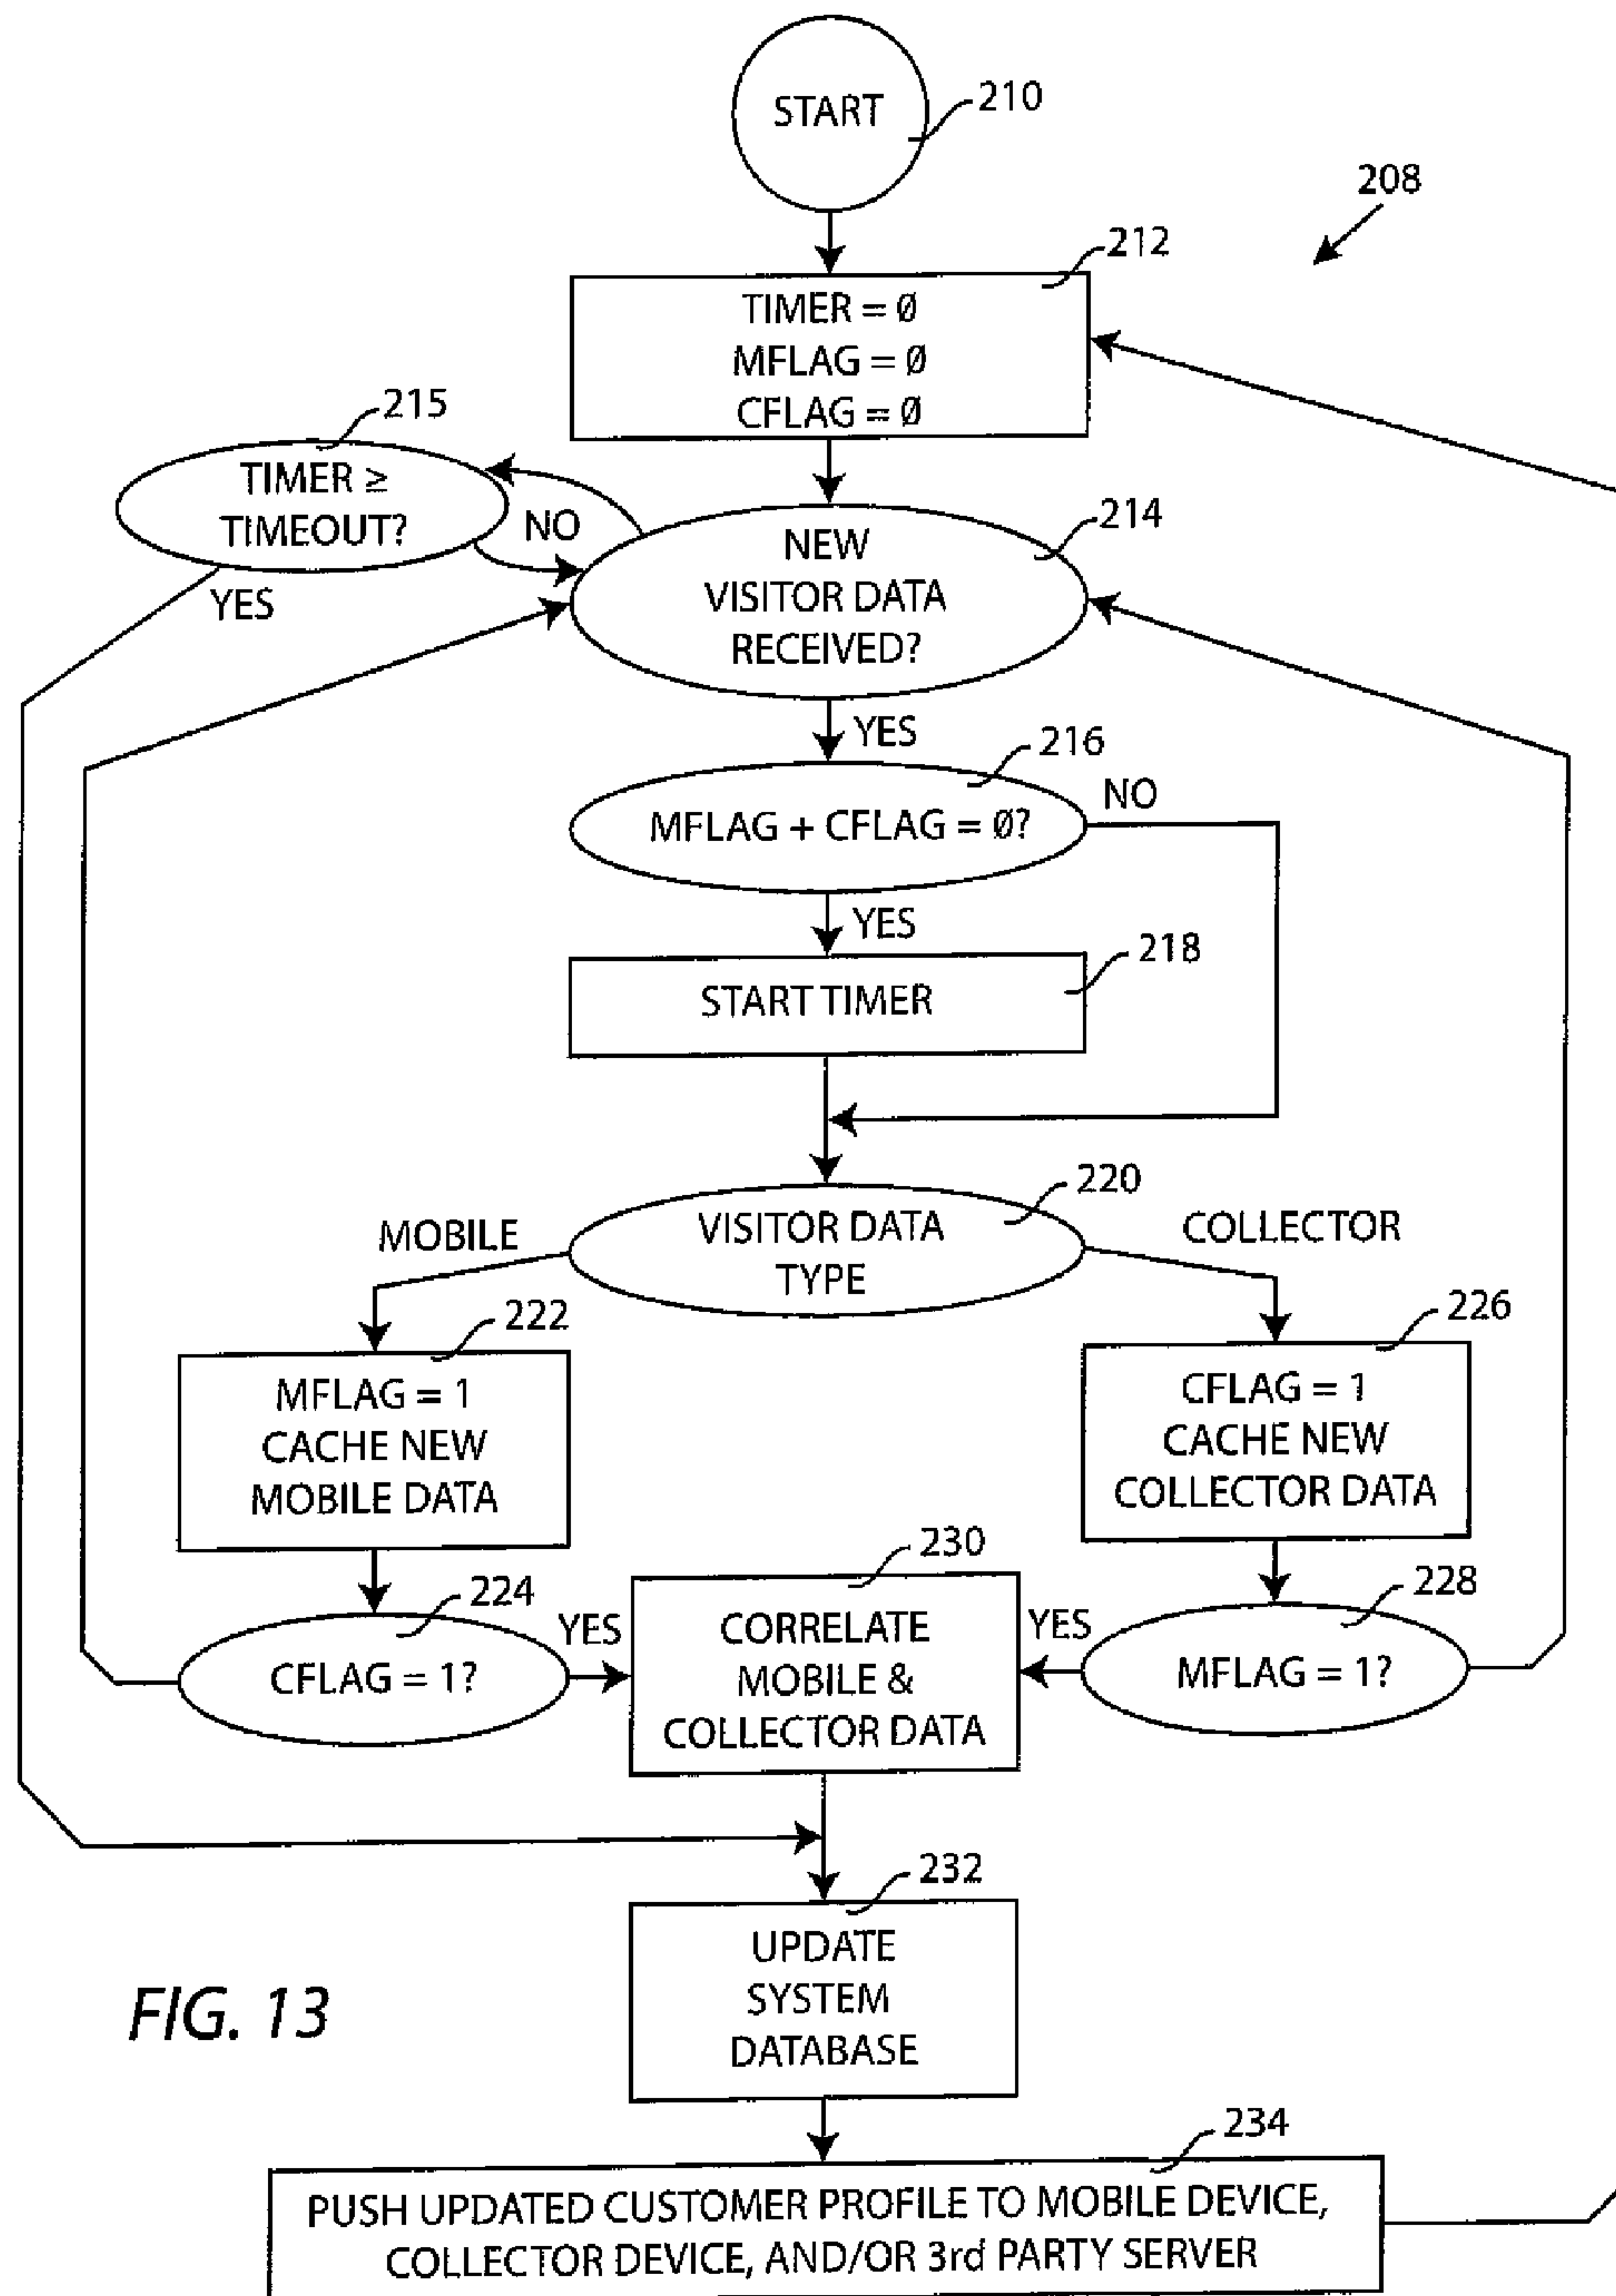 START
210
208
212
TIMER = Ø
MFLAG = Ø
CFLAG = Ø
215
TIMER ≥
TIMEOUT?
NO
YES
214
NEW
VISITOR DATA
RECEIVED?
YES
216
MFLAG + CFLAG = Ø?
NO
YES
218
START TIMER
220
VISITOR DATA
TYPE
MOBILE
COLLECTOR
222
MFLAG = 1
CACHE NEW
MOBILE DATA
226
CFLAG = 1
CACHE NEW
COLLECTOR DATA
224
CFLAG = 1?
YES
230
CORRELATE
MOBILE &
COLLECTOR DATA
YES
228
MFLAG = 1?
232
UPDATE
SYSTEM
DATABASE
FIG. 13
234
PUSH UPDATED CUSTOMER PROFILE TO MOBILE DEVICE,
COLLECTOR DEVICE, AND/OR 3rd PARTY SERVER